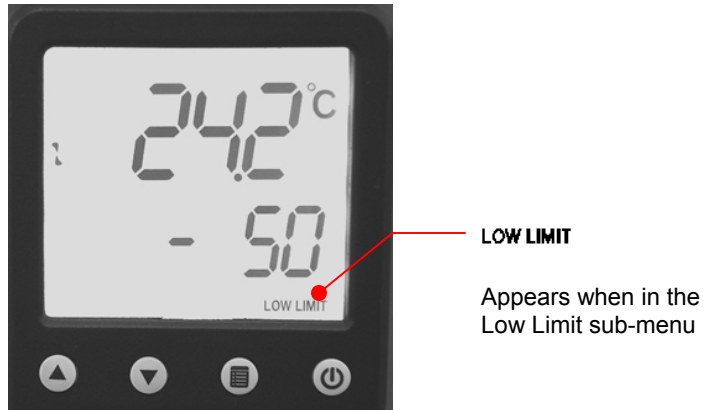 24.2 °C
- 50
LOW LIMIT
LOW LIMIT
Appears when in the
Low Limit sub-menu